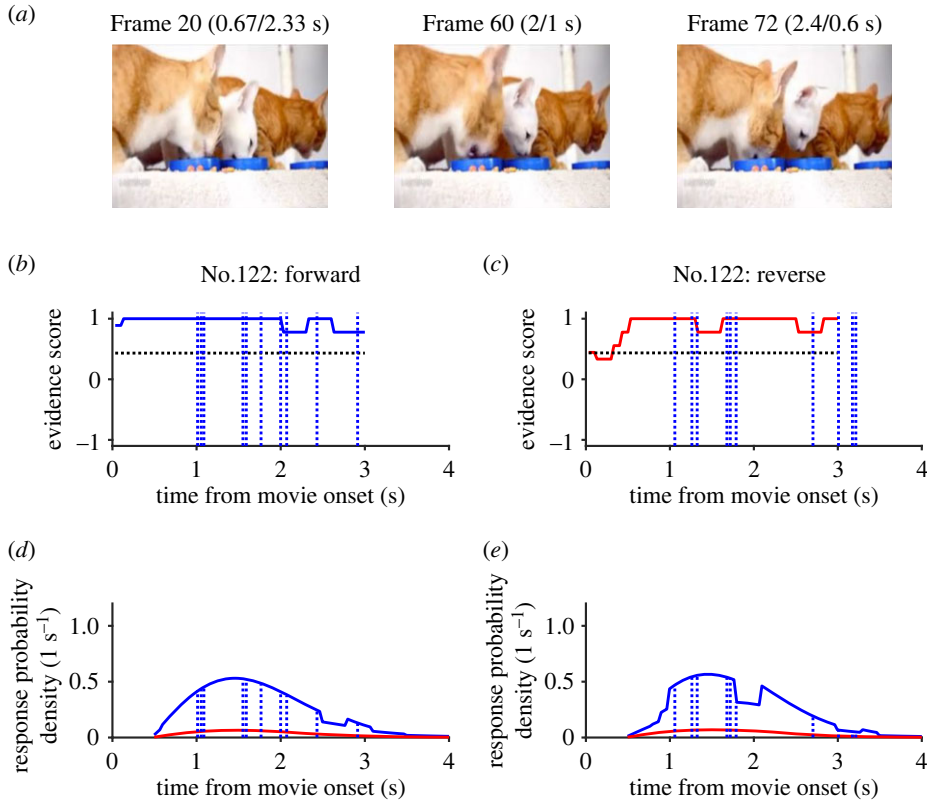 (a)
Frame 20 (0.67/2.33 s)
Frame 60 (2/1 s)
Frame 72 (2.4/0.6 s)
(b)
No.122: forward
evidence score
1
0
–1
0 1 2 3 4
time from movie onset (s)
(c)
No.122: reverse
evidence score
1
0
–1
0 1 2 3 4
time from movie onset (s)
(d)
response probability
density (1 s⁻¹)
1.0
0.5
0
0 1 2 3 4
time from movie onset (s)
(e)
response probability
density (1 s⁻¹)
1.0
0.5
0
0 1 2 3 4
time from movie onset (s)